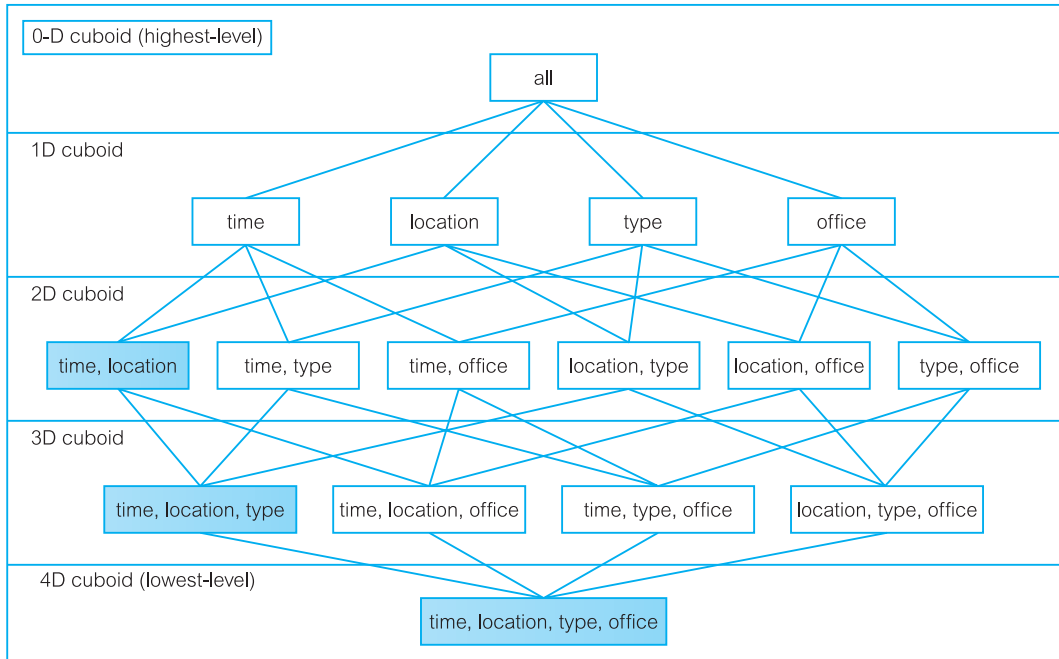 0-D cuboid (highest-level)
all
1D cuboid
time
location
type
office
2D cuboid
time, location
time, type
time, office
location, type
location, office
type, office
3D cuboid
time, location, type
time, location, office
time, type, office
location, type, office
4D cuboid (lowest-level)
time, location, type, office